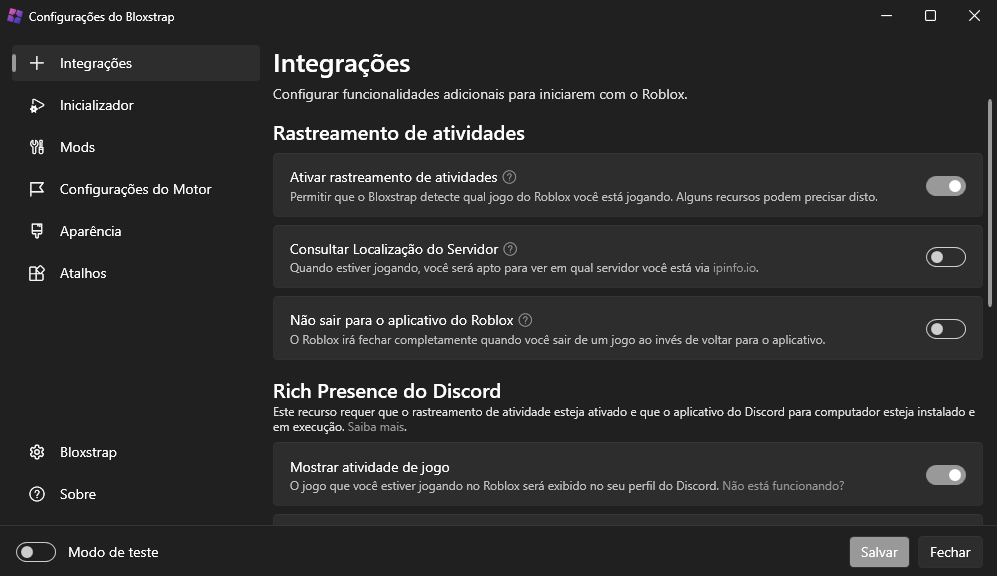 Configurações do Bloxstrap
Integrações
Inicializador
Mods
Configurações do Motor
Aparência
Atalhos
Bloxstrap
Sobre
Integrações
Configurar funcionalidades adicionais para iniciarem com o Roblox.
Rastreamento de atividades
Ativar rastreamento de atividades
Permitir que o Bloxstrap detecte qual jogo do Roblox você está jogando. Alguns recursos podem precisar disto.
Consultar Localização do Servidor
Quando estiver jogando, você será apto para ver em qual servidor você está via ipinfo.io.
Não sair para o aplicativo do Roblox
O Roblox irá fechar completamente quando você sair de um jogo ao invés de voltar para o aplicativo.
Rich Presence do Discord
Este recurso requer que o rastreamento de atividade esteja ativado e que o aplicativo do Discord para computador esteja instalado e
em execução. Saiba mais.
Mostrar atividade de jogo
O jogo que você estiver jogando no Roblox será exibido no seu perfil do Discord. Não está funcionando?
Modo de teste
Salvar
Fechar